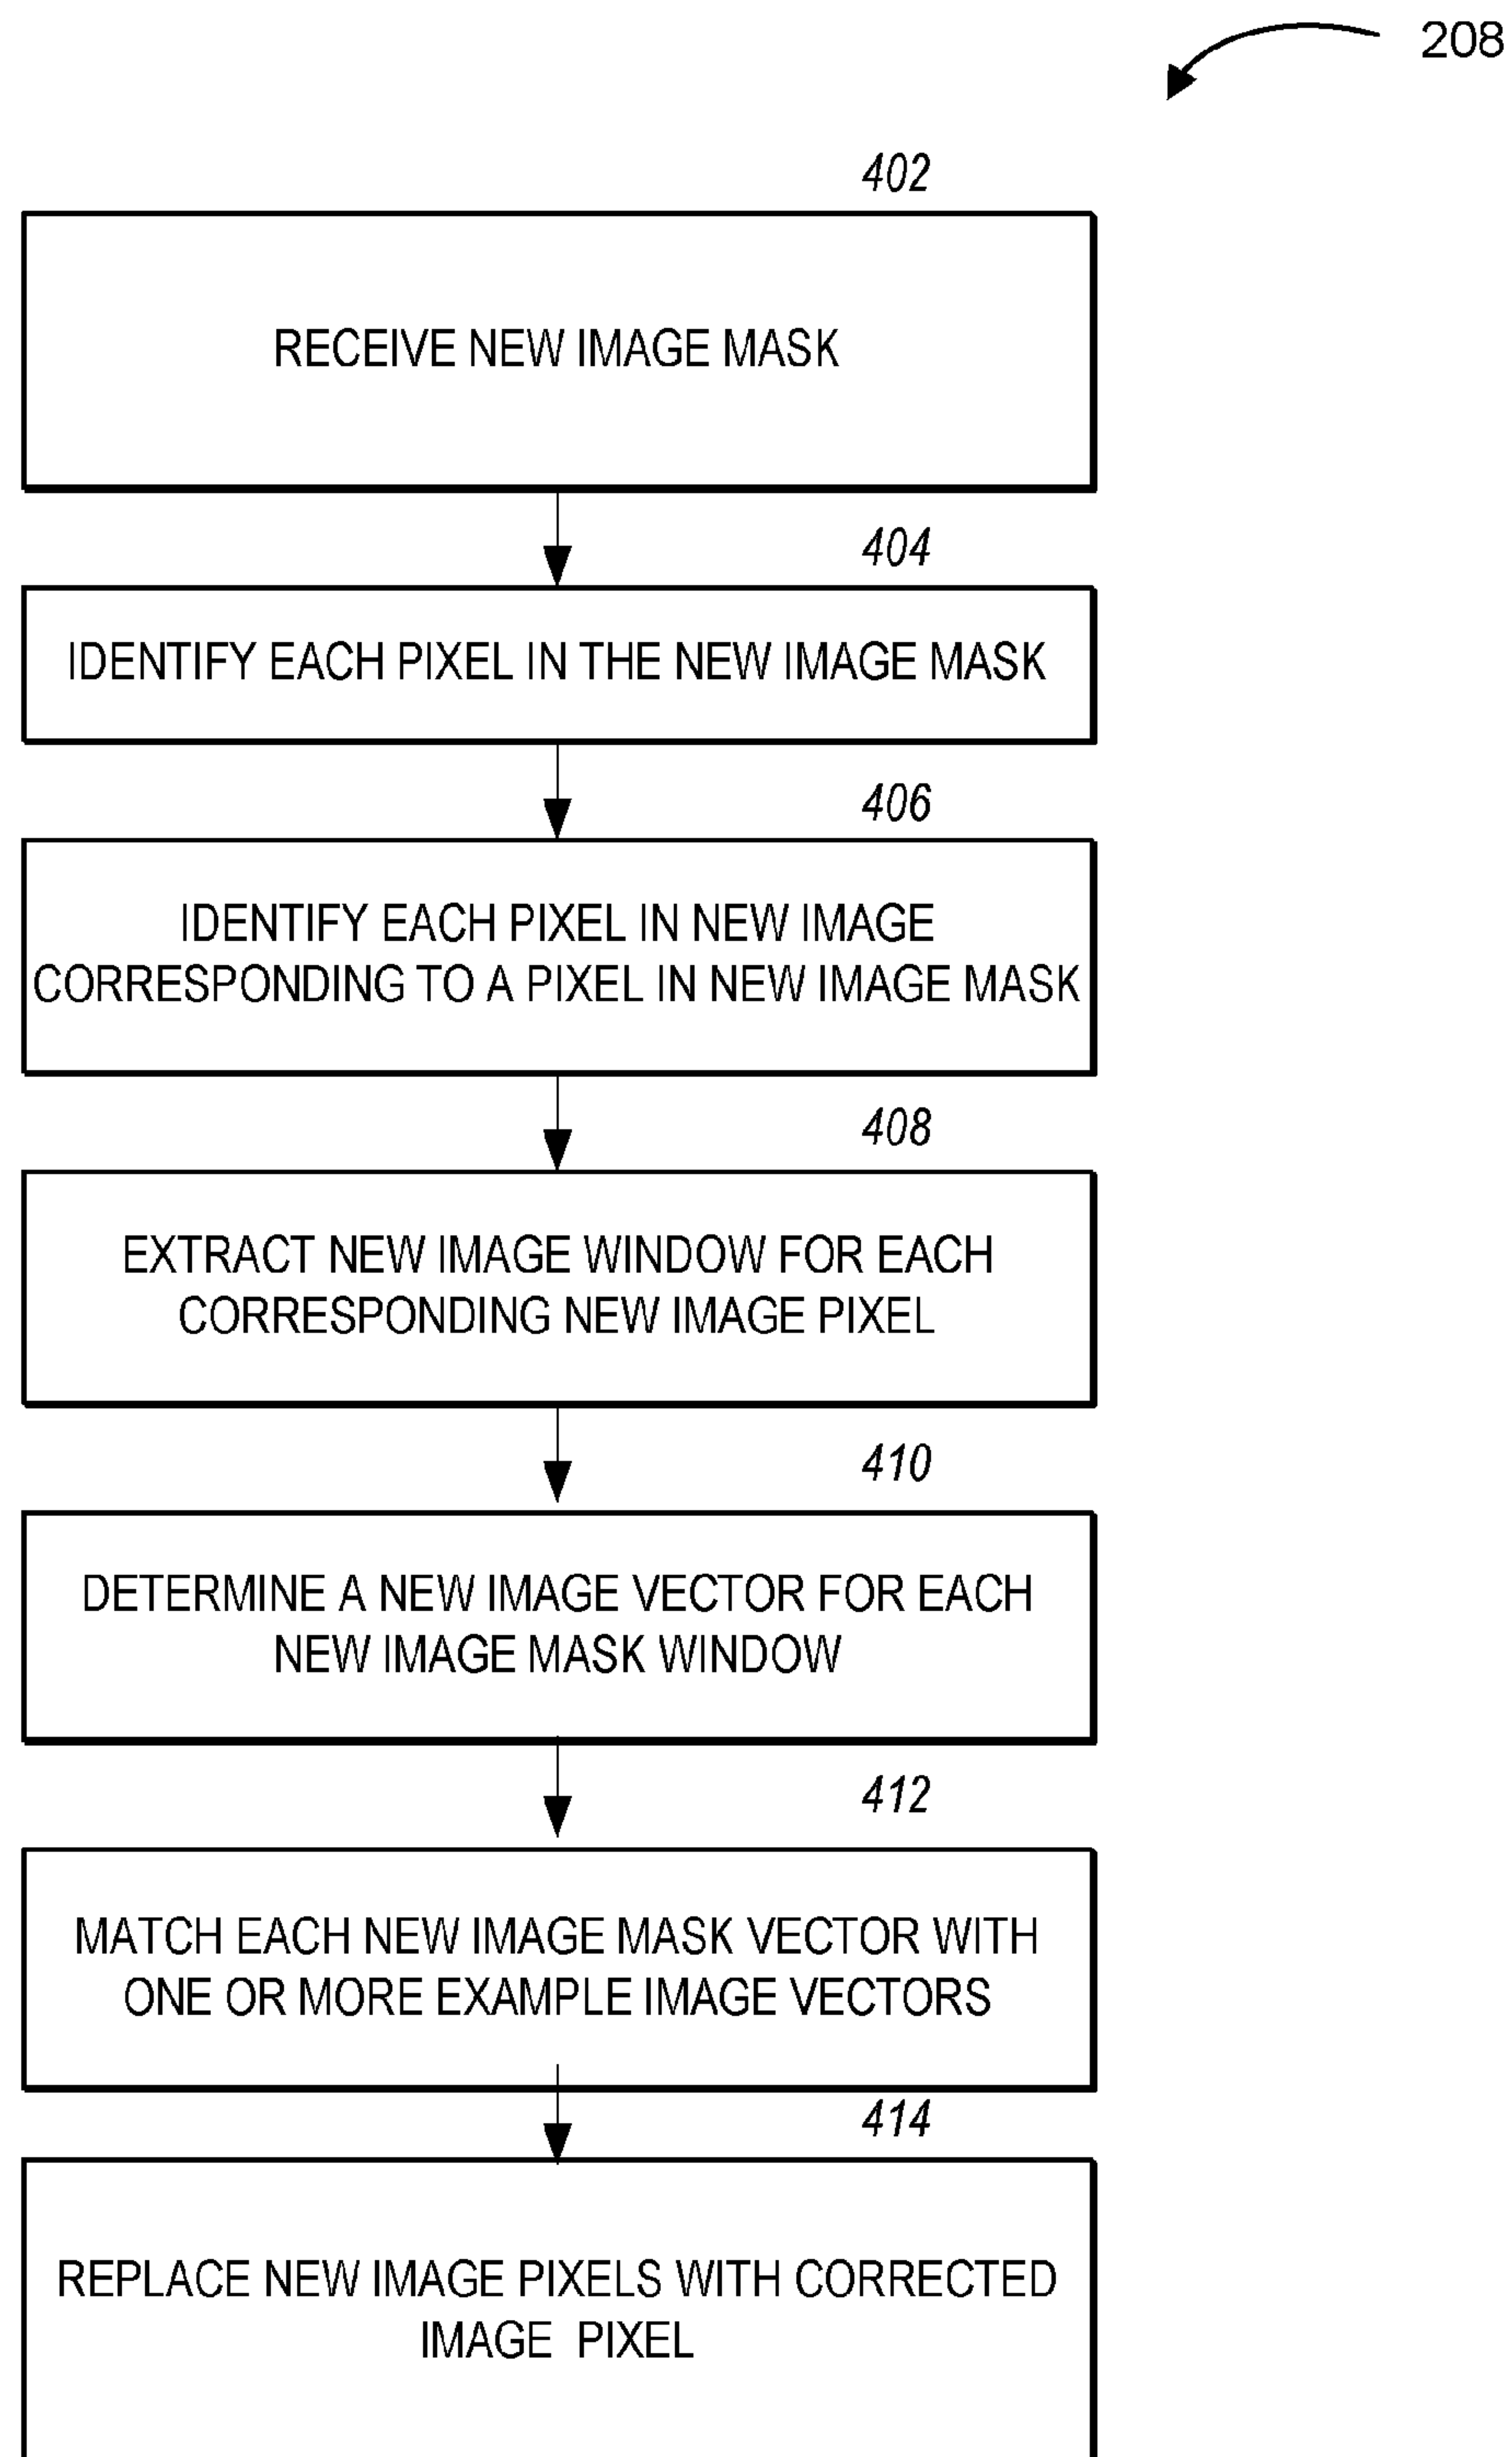 208
402
RECEIVE NEW IMAGE MASK
404
IDENTIFY EACH PIXEL IN THE NEW IMAGE MASK
406
IDENTIFY EACH PIXEL IN NEW IMAGE
CORRESPONDING TO A PIXEL IN NEW IMAGE MASK
408
EXTRACT NEW IMAGE WINDOW FOR EACH
CORRESPONDING NEW IMAGE PIXEL
410
DETERMINE A NEW IMAGE VECTOR FOR EACH
NEW IMAGE MASK WINDOW
412
MATCH EACH NEW IMAGE MASK VECTOR WITH
ONE OR MORE EXAMPLE IMAGE VECTORS
414
REPLACE NEW IMAGE PIXELS WITH CORRECTED
IMAGE PIXEL